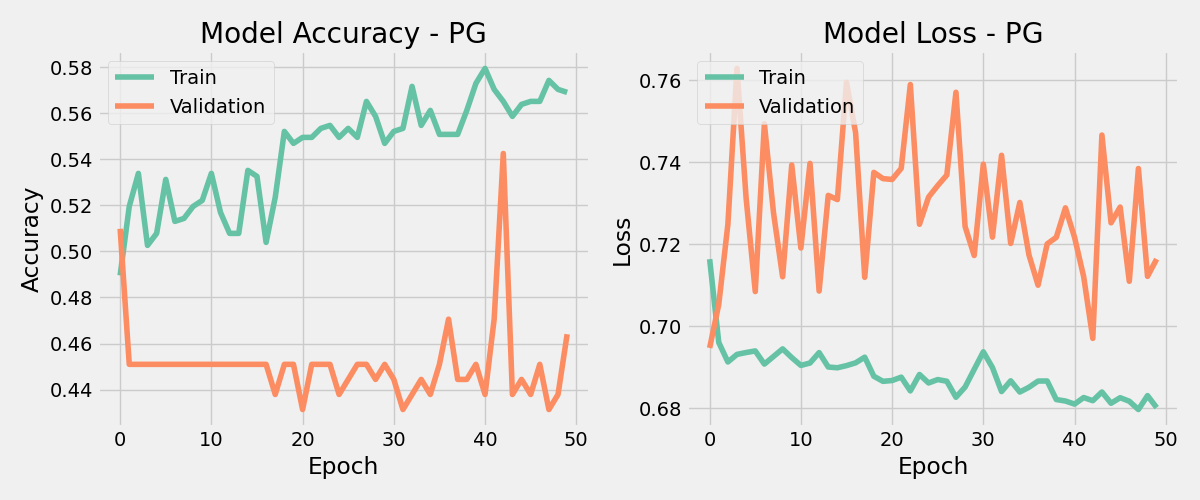 Model Accuracy - PG
Train
Validation
0.58
0.56
0.54
0.52
0.50
0.48
0.46
0.44
Accuracy
0 10 20 30 40 50
Epoch
Model Loss - PG
Train
Validation
0.76
0.74
0.72
0.70
0.68
Loss
0 10 20 30 40 50
Epoch